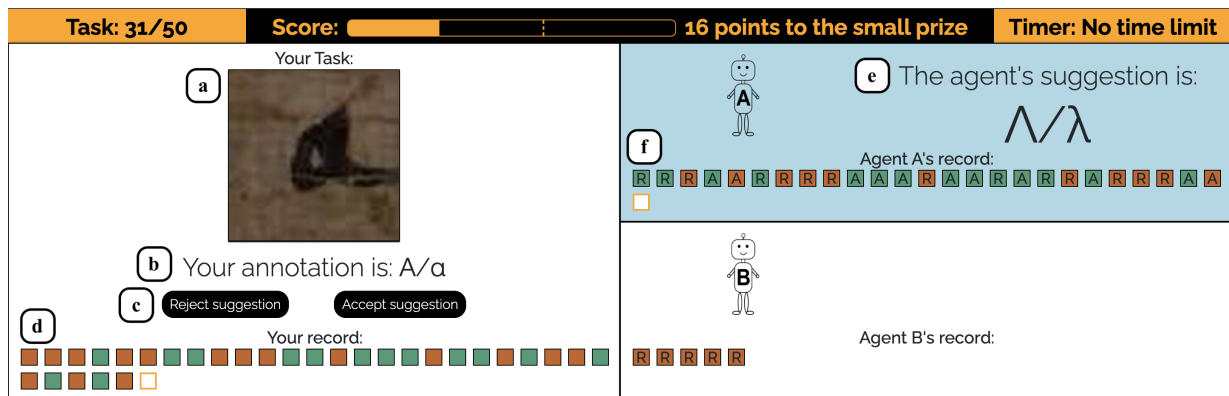 Task: 31/50
Score:
16 points to the small prize
Timer: No time limit
Your Task:
a
b
Your annotation is: A/α
c
Reject suggestion
Accept suggestion
d
Your record:
A
e
The agent's suggestion is:
Λ/λ
f
Agent A's record:
R R R A A R R R R A A A R A A R A R R A R R R A A
B
Agent B's record:
R R R R R